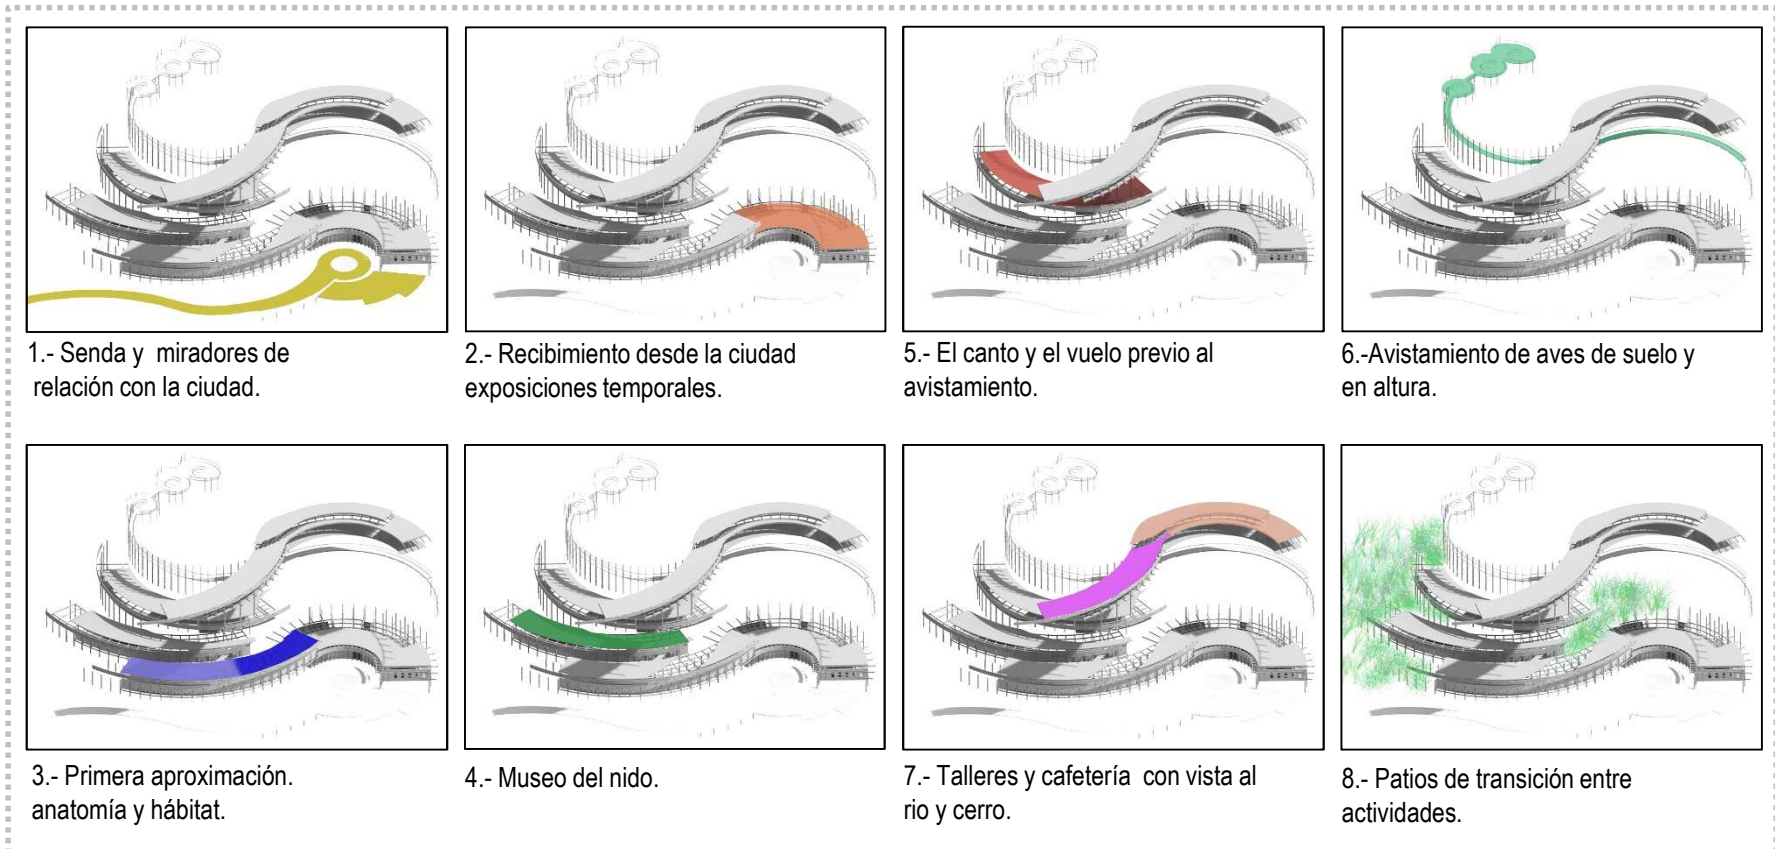 1.- Senda y miradores de
relación con la ciudad.
2.- Recibimiento desde la ciudad
exposiciones temporales.
5.- El canto y el vuelo previo al
avistamiento.
6.-Avistamiento de aves de suelo y
en altura.
3.- Primera aproximación.
anatomía y hábitat.
4.- Museo del nido.
7.- Talleres y cafetería con vista al
rio y cerro.
8.- Patios de transición entre
actividades.